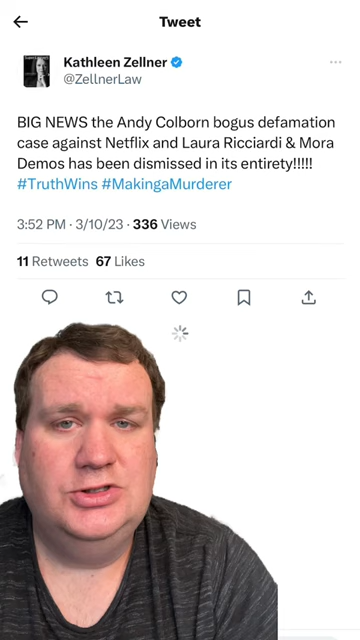 Tweet
Kathleen Zellner
@ZellnerLaw
BIG NEWS the Andy Colborn bogus defamation
case against Netflix and Laura Ricciardi & Mora
Demos has been dismissed in its entirety!!!!!
#TruthWins #MakingaMurderer
3:52 PM · 3/10/23 · 336 Views
11 Retweets 67 Likes